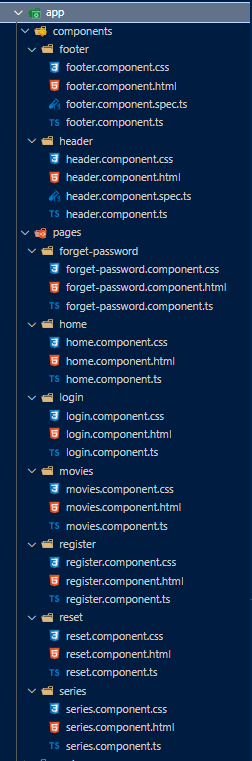 app
components
footer
footer.component.css
footer.component.html
footer.component.spec.ts
footer.component.ts
header
header.component.css
header.component.html
header.component.spec.ts
TS header.component.ts
pages
forget-password
forget-password.component.css
forget-password.component.html
TS forget-password.component.ts
home
home.component.css
home.component.html
TS home.component.ts
login
login.component.css
login.component.html
TS login.component.ts
movies
movies.component.css
movies.component.html
TS movies.component.ts
register
register.component.css
register.component.html
TS register.component.ts
reset
reset.component.css
reset.component.html
TS reset.component.ts
series
series.component.css
series.component.html
TS series.component.ts